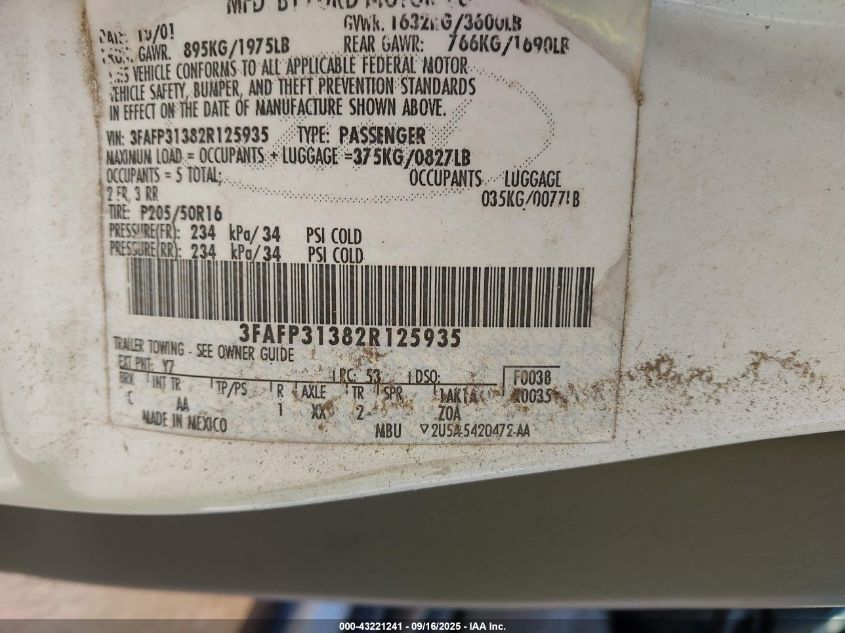 MFD BY FORD MOTOR CO
DATE: 10/01 GVWR: 1632KG/3600LB
FRONT GAWR: 895KG/1975LB REAR GAWR: 766KG/1690LB
THIS VEHICLE CONFORMS TO ALL APPLICABLE FEDERAL MOTOR
VEHICLE SAFETY, BUMPER, AND THEFT PREVENTION STANDARDS
IN EFFECT ON THE DATE OF MANUFACTURE SHOWN ABOVE.
VIN: 3FAFP31382R125935 TYPE: PASSENGER
MAXIMUM LOAD = OCCUPANTS + LUGGAGE =375KG/0827LB
OCCUPANTS = 5 TOTAL; OCCUPANTS LUGGAGE
2 FR, 3 RR 035KG/0077LB
TIRE: P205/50R16
PRESSURE(FR): 234 kPa/34 PSI COLD
PRESSURE(RR): 234 kPa/34 PSI COLD
3FAFP31382R125935
TRAILER TOWING - SEE OWNER GUIDE
EXT PNT: YZ RC: 53 DSO: F0038
BRK INT TR TP/PS R AXLE TR SPR R0035
C AA 1 XX 2 Z0A
MADE IN MEXICO MBU ▽2U5A5420472-AA
000-43221241 - 09/16/2025 - IAA Inc.